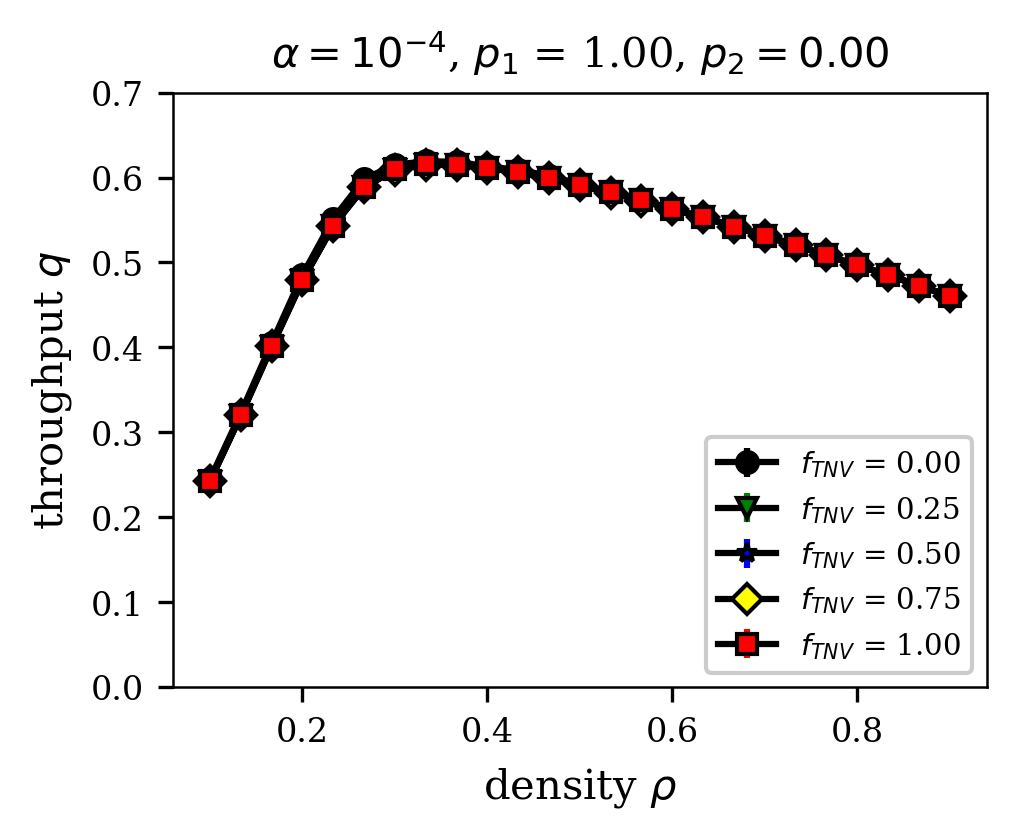 α = 10⁻⁴, p₁ = 1.00, p₂ = 0.00
0.7
0.6
0.5
0.4
0.3
0.2
0.1
0.0
throughput q
f_TNV = 0.00
f_TNV = 0.25
f_TNV = 0.50
f_TNV = 0.75
f_TNV = 1.00
0.2 0.4 0.6 0.8
density ρ